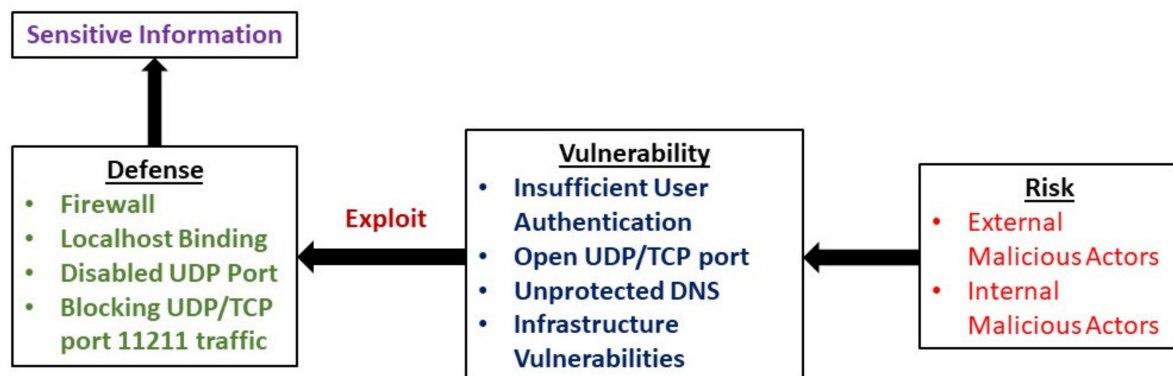 Sensitive Information
Defense
• Firewall
• Localhost Binding
• Disabled UDP Port
• Blocking UDP/TCP
port 11211 traffic
Exploit
Vulnerability
• Insufficient User
Authentication
• Open UDP/TCP port
• Unprotected DNS
• Infrastructure
Vulnerabilities
Risk
• External
Malicious Actors
• Internal
Malicious Actors